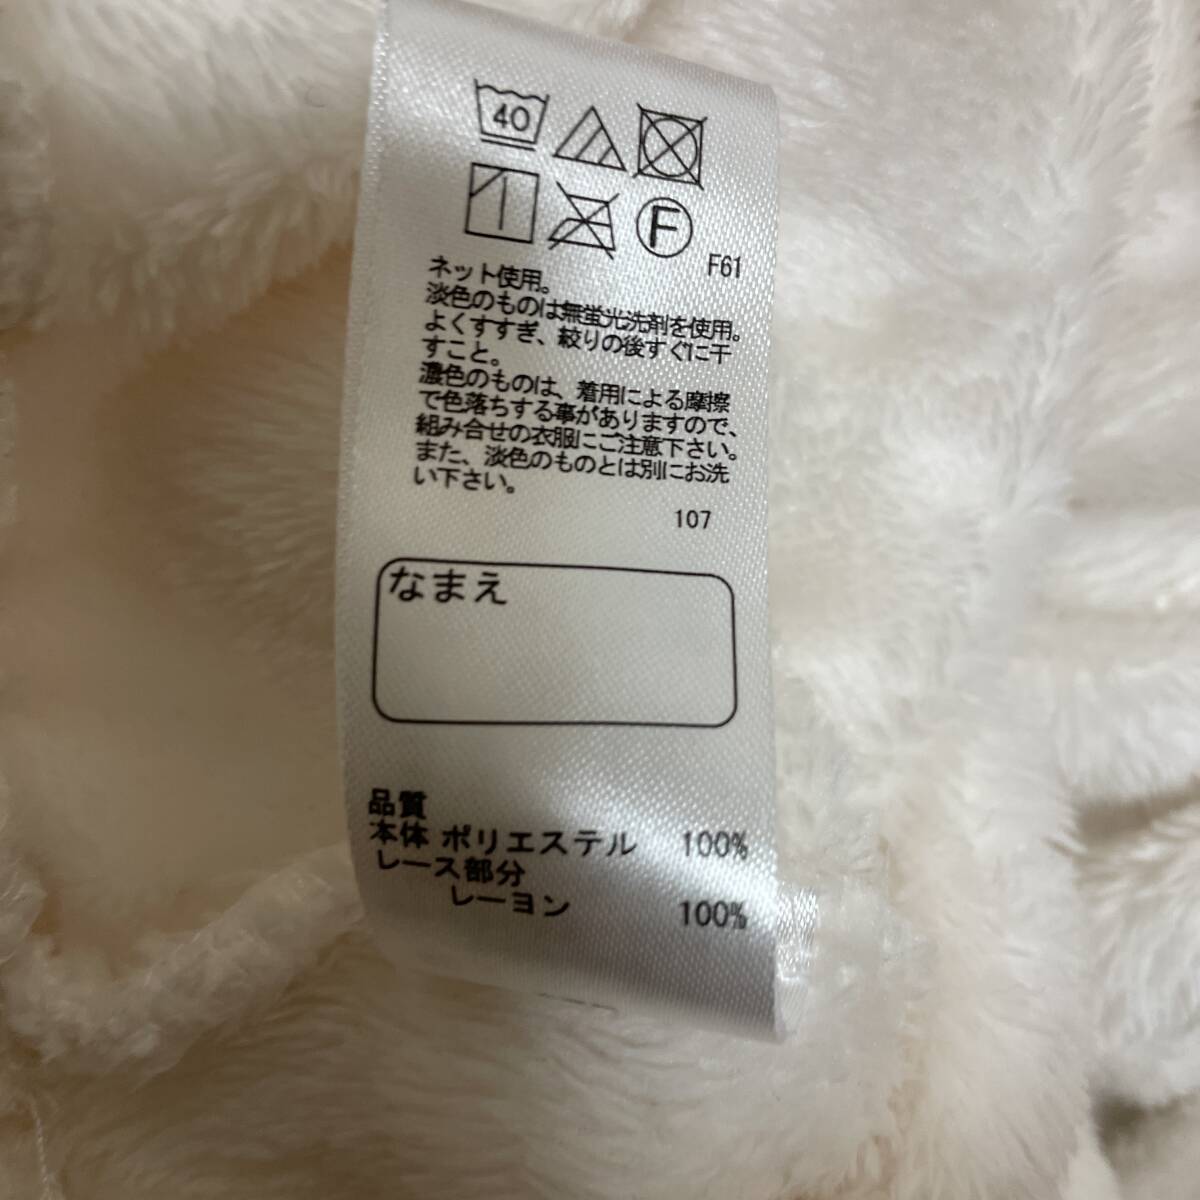 40
F
F61
ネット使用。
淡色のものは無蛍光洗剤を使用。
よくすすぎ、絞りの後すぐに干
すこと。
濃色のものは、着用による摩擦
で色落ちする事がありますので、
組み合せの衣服にご注意下さい。
また、淡色のものとは別にお洗
い下さい。
107
なまえ
品質
本体 ポリエステル 100%
レース部分
レーヨン 100%